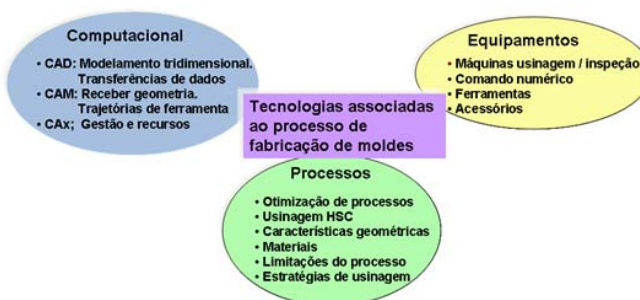 Computacional
• CAD: Modelamento tridimensional.
Transferências de dados
• CAM: Receber geometria.
Trajetórias de ferramenta
• CAx; Gestão e recursos
Equipamentos
• Máquinas usinagem / inspeção
• Comando numérico
• Ferramentas
• Acessórios
Tecnologias associadas
ao processo de
fabricação de moldes
Processos
• Otimização de processos
• Usinagem HSC
• Características geométricas
• Materiais
• Limitações do processo
• Estratégias de usinagem